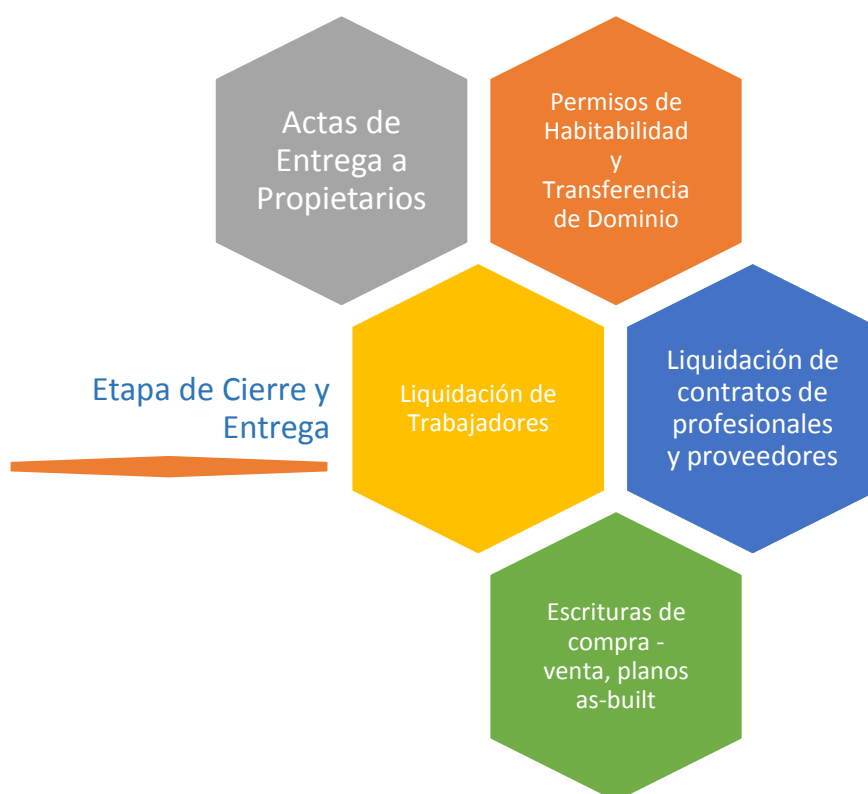 Actas de
Entrega a
Propietarios
Permisos de
Habitabilidad
y
Transferencia
de Dominio
Etapa de Cierre y
Entrega
Liquidación de
Trabajadores
Liquidación de
contratos de
profesionales
y proveedores
Escrituras de
compra -
venta, planos
as-built